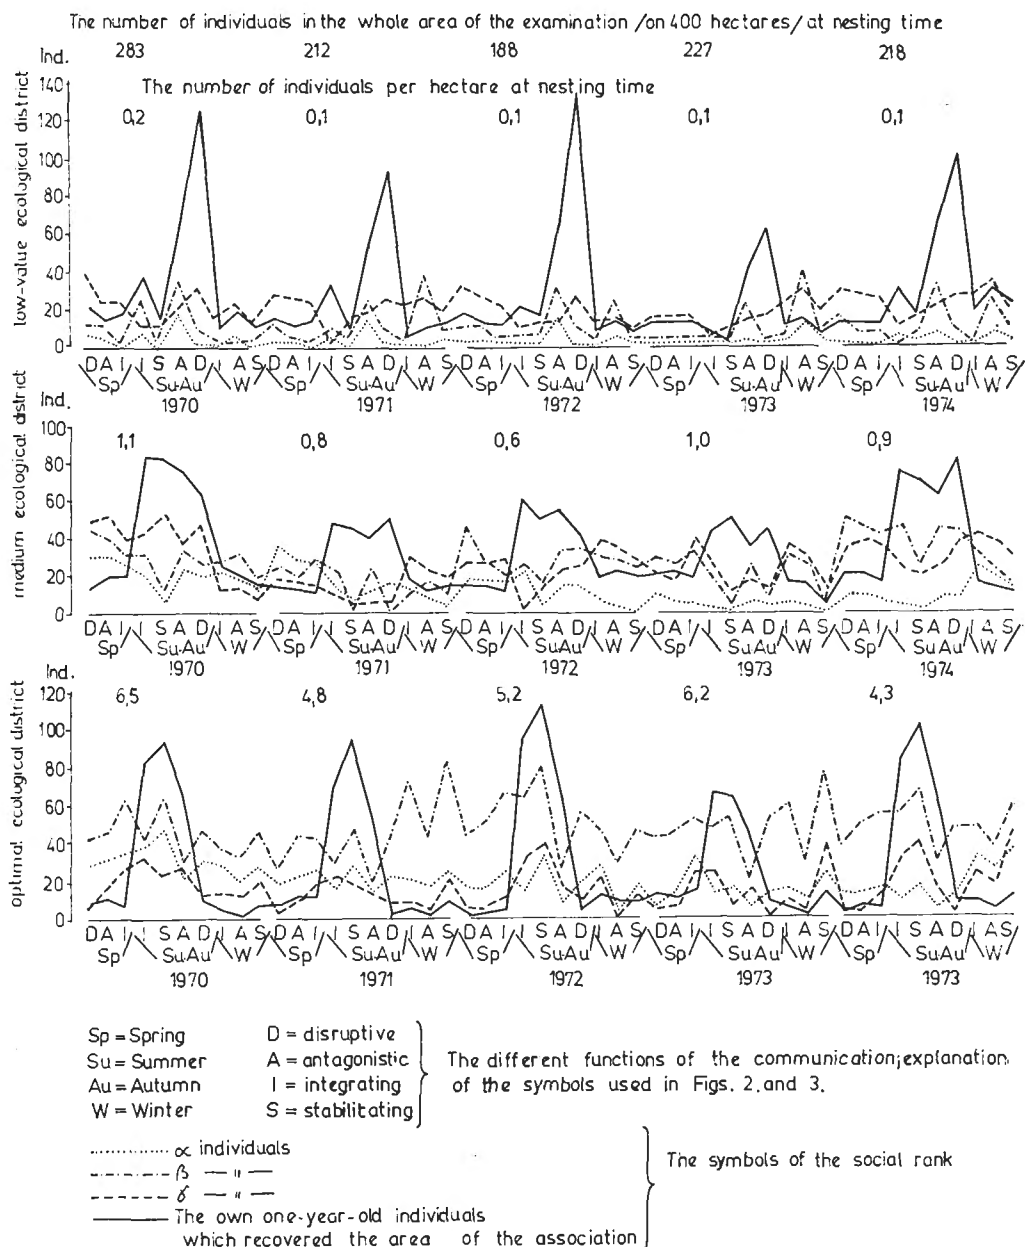 The number of individuals in the whole area of the examination /on 400 hectares/ at nesting time
Ind. 283 212 188 227 218
The number of individuals per hectare at nesting time
0,2 0,1 0,1 0,1 0,1
low-value ecological district
140
120
100
80
60
40
20
0
D A I I S A D I A S D A I I S A D I A S D A I I S A D I A S D A I I S A D I A S D A I I S A D I A S
Sp Su-Au W Sp Su-Au W Sp Su-Au W Sp Su-Au W Sp Su-Au W
1970 1971 1972 1973 1974
Ind.
medium ecological district
1,1 0,8 0,6 1,0 0,9
100
80
60
40
20
0
D A I I S A D I A S D A I I S A D I A S D A I I S A D I A S D A I I S A D I A S D A I I S A D I A S
Sp Su-Au W Sp Su-Au W Sp Su-Au W Sp Su-Au W Sp Su-Au W
1970 1971 1972 1973 1974
Ind.
optimal ecological district
6,5 4,8 5,2 6,2 4,3
120
100
80
60
40
20
0
D A I I S A D I A S D A I I S A D I A S D A I I S A D I A S D A I I S A D I A S D A I I S A D I A S
Sp Su-Au W Sp Su-Au W Sp Su-Au W Sp Su-Au W Sp Su-Au W
1970 1971 1972 1973 1973
Sp = Spring D = disruptive
Su = Summer A = antagonistic
Au = Autumn I = integrating
W = Winter S = stabilitating
The different functions of the communication; explanation
of the symbols used in Figs. 2. and 3.
∝ individuals
β — " —
ɣ — " —
The own one-year-old individuals
which recovered the area of the association
The symbols of the social rank